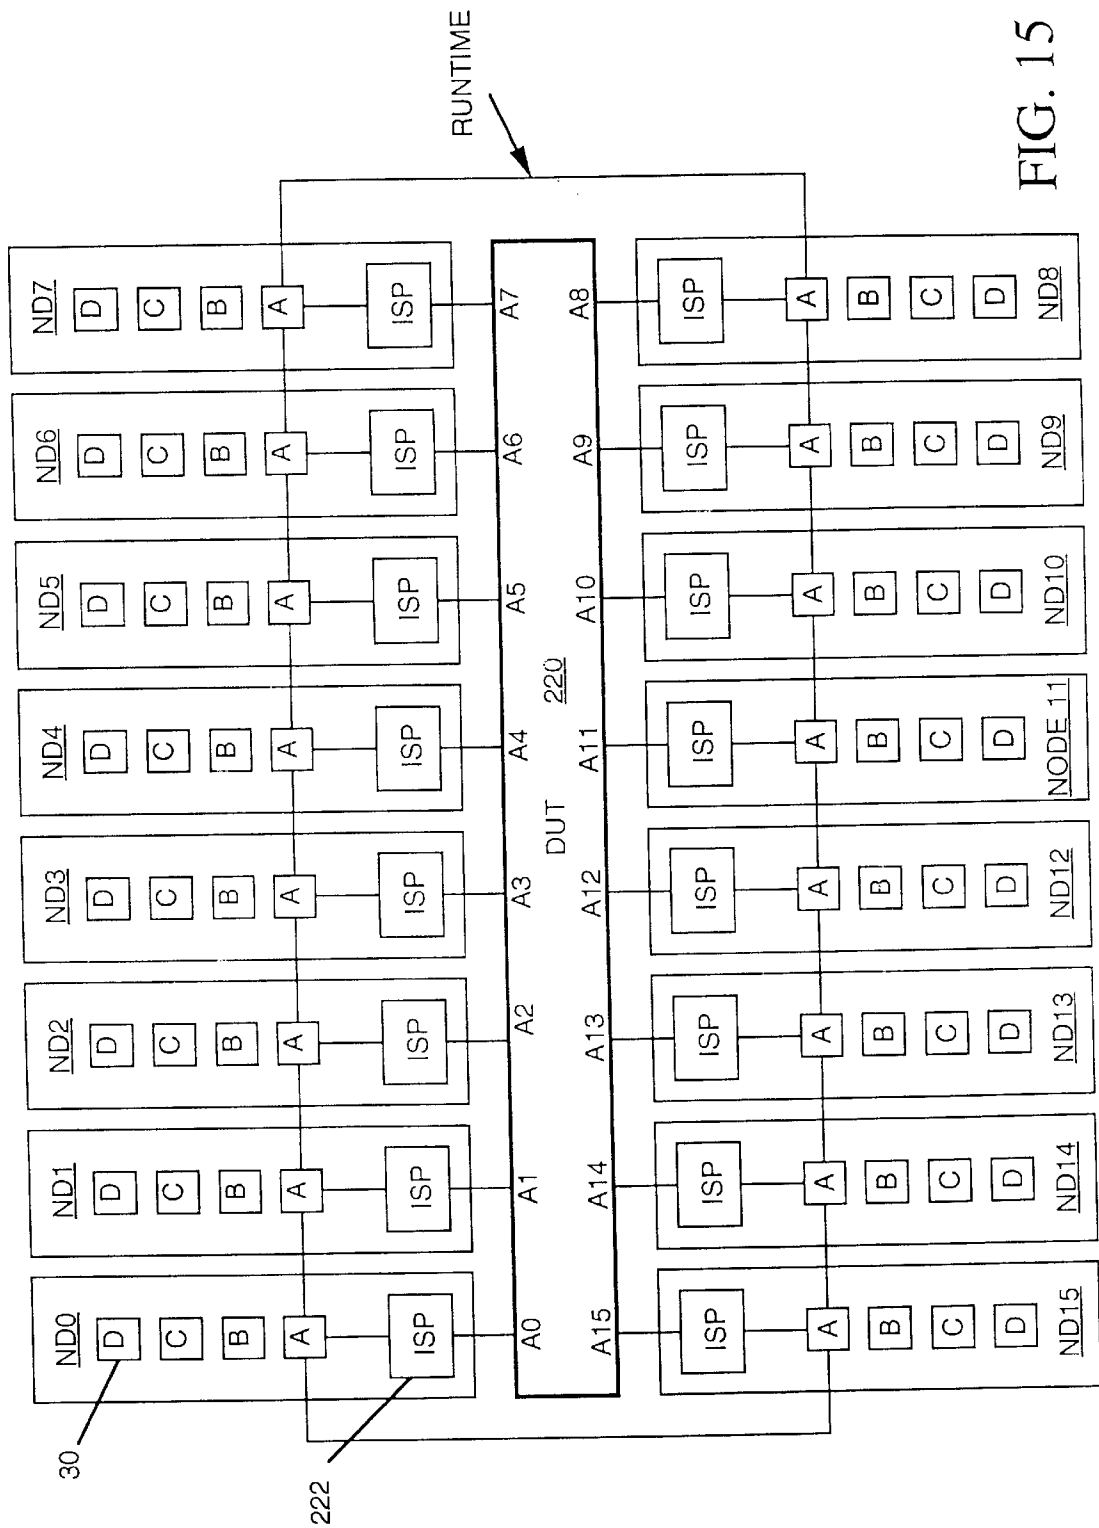 ND0 ND1 ND2 ND3 ND4 ND5 ND6 ND7
30 D D D D D D D D
C C C C C C C C
B B B B B B B B
A A A A A A A A
222 ISP ISP ISP ISP ISP ISP ISP ISP
RUNTIME
A0 A1 A2 A3 A4 A5 A6 A7
DUT 220
A15 A14 A13 A12 A11 A10 A9 A8
ISP ISP ISP ISP ISP ISP ISP ISP
A A A A A A A A
B B B B B B B B
C C C C C C C C
D D D D D D D D
ND15 ND14 ND13 ND12 NODE 11 ND10 ND9 ND8
FIG. 15